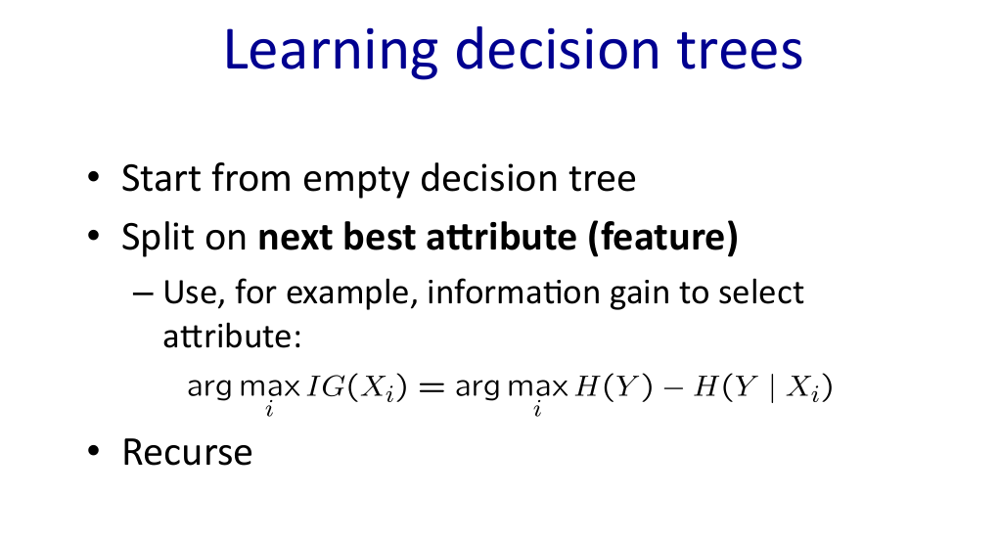 Learning decision trees
• Start from empty decision tree
• Split on next best attribute (feature)
– Use, for example, information gain to select
attribute:
arg max_i IG(X_i) = arg max_i H(Y) − H(Y | X_i)
• Recurse